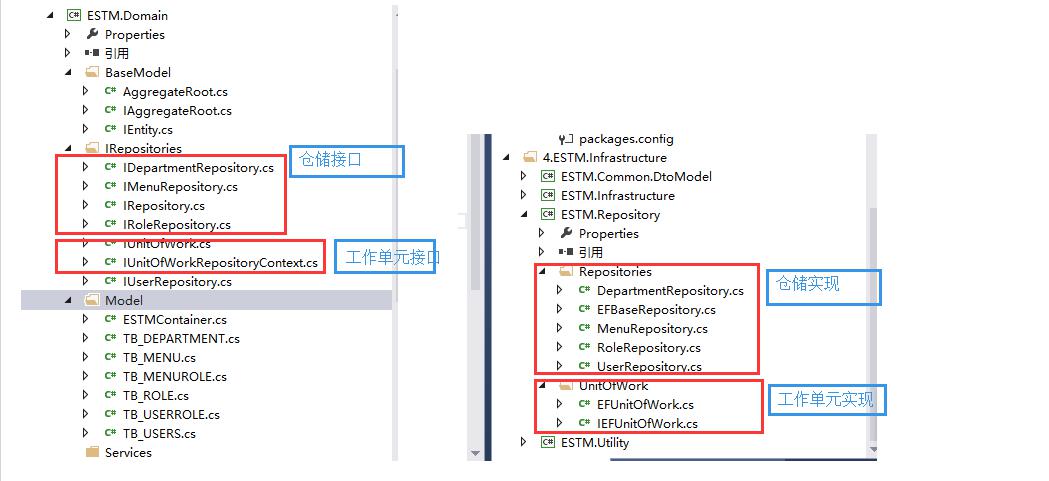 ESTM.Domain
Properties
引用
BaseModel
AggregateRoot.cs
IAggregateRoot.cs
IEntity.cs
IRepositories
IDepartmentRepository.cs
IMenuRepository.cs
IRepository.cs
IRoleRepository.cs
IUnitOfWork.cs
IUnitOfWorkRepositoryContext.cs
IUserRepository.cs
Model
ESTMContainer.cs
TB_DEPARTMENT.cs
TB_MENU.cs
TB_MENUROLE.cs
TB_ROLE.cs
TB_USERROLE.cs
TB_USERS.cs
Services
仓储接口
工作单元接口
packages.config
4.ESTM.Infrastructure
ESTM.Common.DtoModel
ESTM.Infrastructure
ESTM.Repository
Properties
引用
Repositories
DepartmentRepository.cs
EFBaseRepository.cs
MenuRepository.cs
RoleRepository.cs
UserRepository.cs
UnitOfWork
EFUnitOfWork.cs
IEFUnitOfWork.cs
ESTM.Utility
仓储实现
工作单元实现